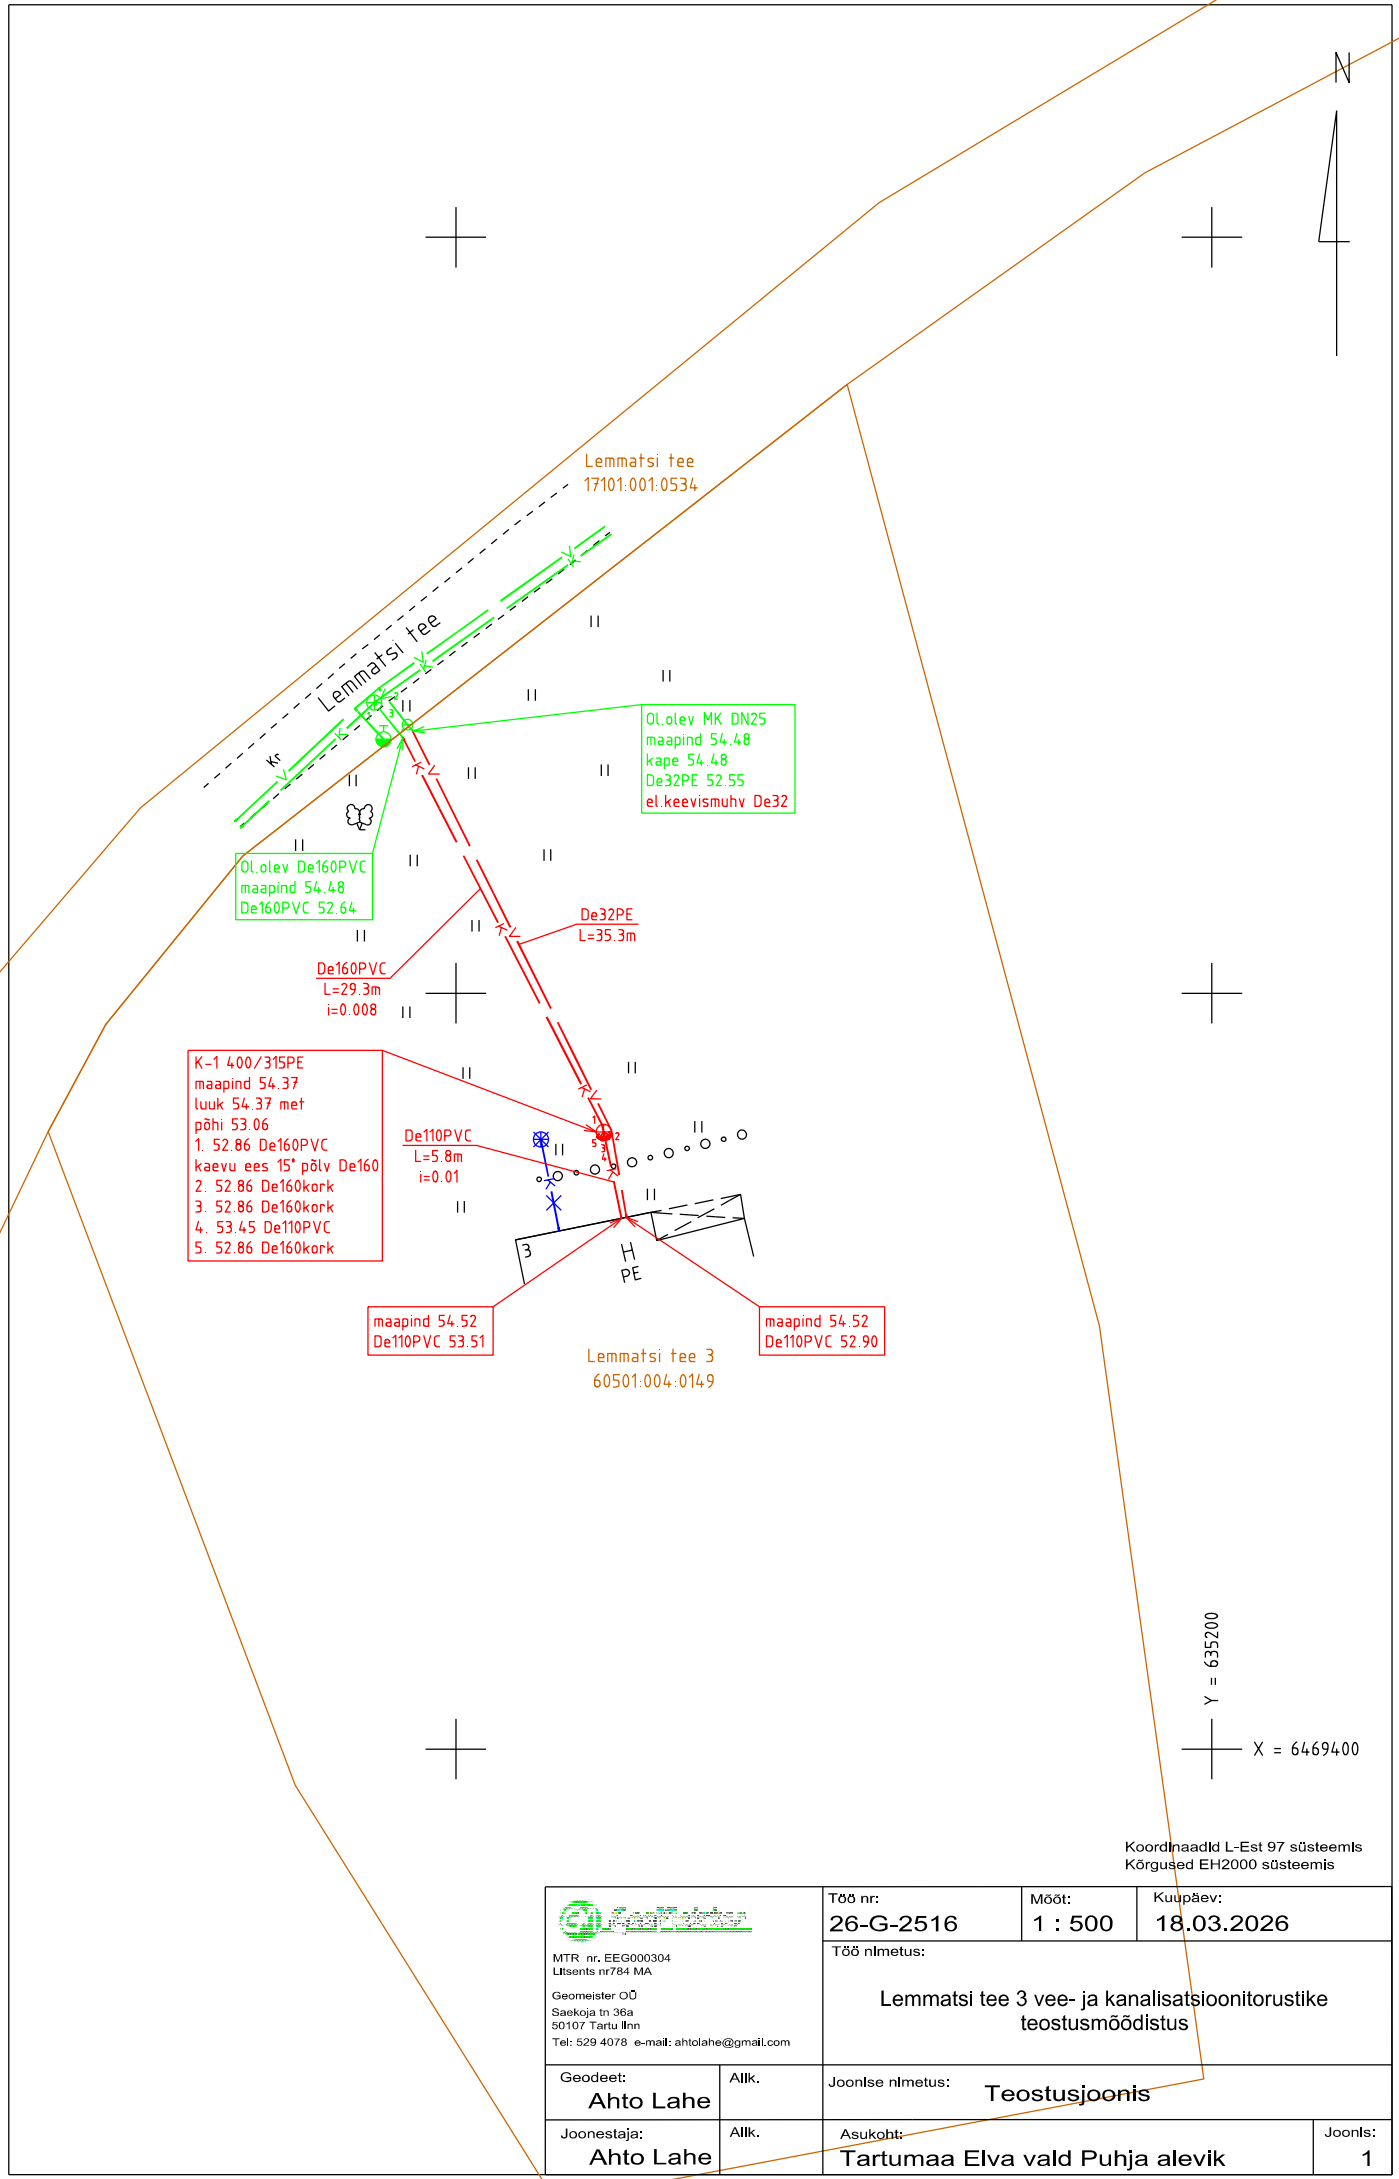 N
Lemmatsi tee
17101:001:0534
Lemmatsi tee
Kr
Ol.olev MK DN25
maapind 54.48
kape 54.48
De32PE 52.55
el.keevismuhv De32
Ol.olev De160PVC
maapind 54.48
De160PVC 52.64
De32PE
L=35.3m
De160PVC
L=29.3m
i=0.008
K-1 400/315PE
maapind 54.37
luuk 54.37 met
põhi 53.06
1. 52.86 De160PVC
kaevu ees 15° põlv De160
2. 52.86 De160kork
3. 52.86 De160kork
4. 53.45 De110PVC
5. 52.86 De160kork
De110PVC
L=5.8m
i=0.01
3
H
PE
maapind 54.52
De110PVC 53.51
maapind 54.52
De110PVC 52.90
Lemmatsi tee 3
60501:004:0149
Y = 635200
X = 6469400
Koordinaadid L-Est 97 süsteemis
Kõrgused EH2000 süsteemis
MTR nr. EEG000304
Litsents nr784 MA
Geomeister OÜ
Saekoja tn 36a
50107 Tartu linn
Tel: 529 4078 e-mail: ahtolahe@gmail.com
Töö nr:
26-G-2516
Mõõt:
1 : 500
Kuupäev:
18.03.2026
Töö nimetus:
Lemmatsi tee 3 vee- ja kanalisatsioonitorustike
teostusmõõdistus
Geodeet:
Ahto Lahe
Allk.
Joonise nimetus:
Teostusjoonis
Joonestaja:
Ahto Lahe
Allk.
Asukoht:
Tartumaa Elva vald Puhja alevik
Joonis:
1